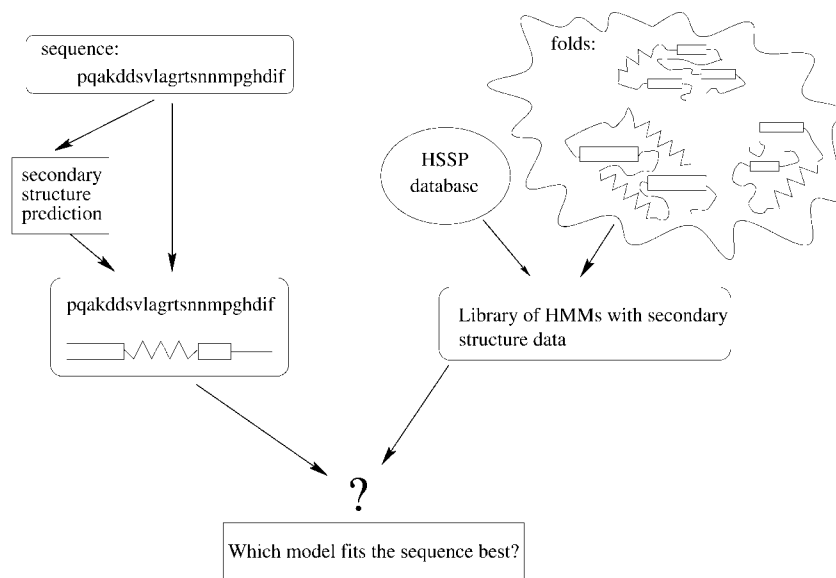 sequence:
pqakddsvlagrtsnnmpghdif
folds:
secondary
structure
prediction
HSSP
database
pqakddsvlagrtsnnmpghdif
Library of HMMs with secondary
structure data
?
Which model fits the sequence best?